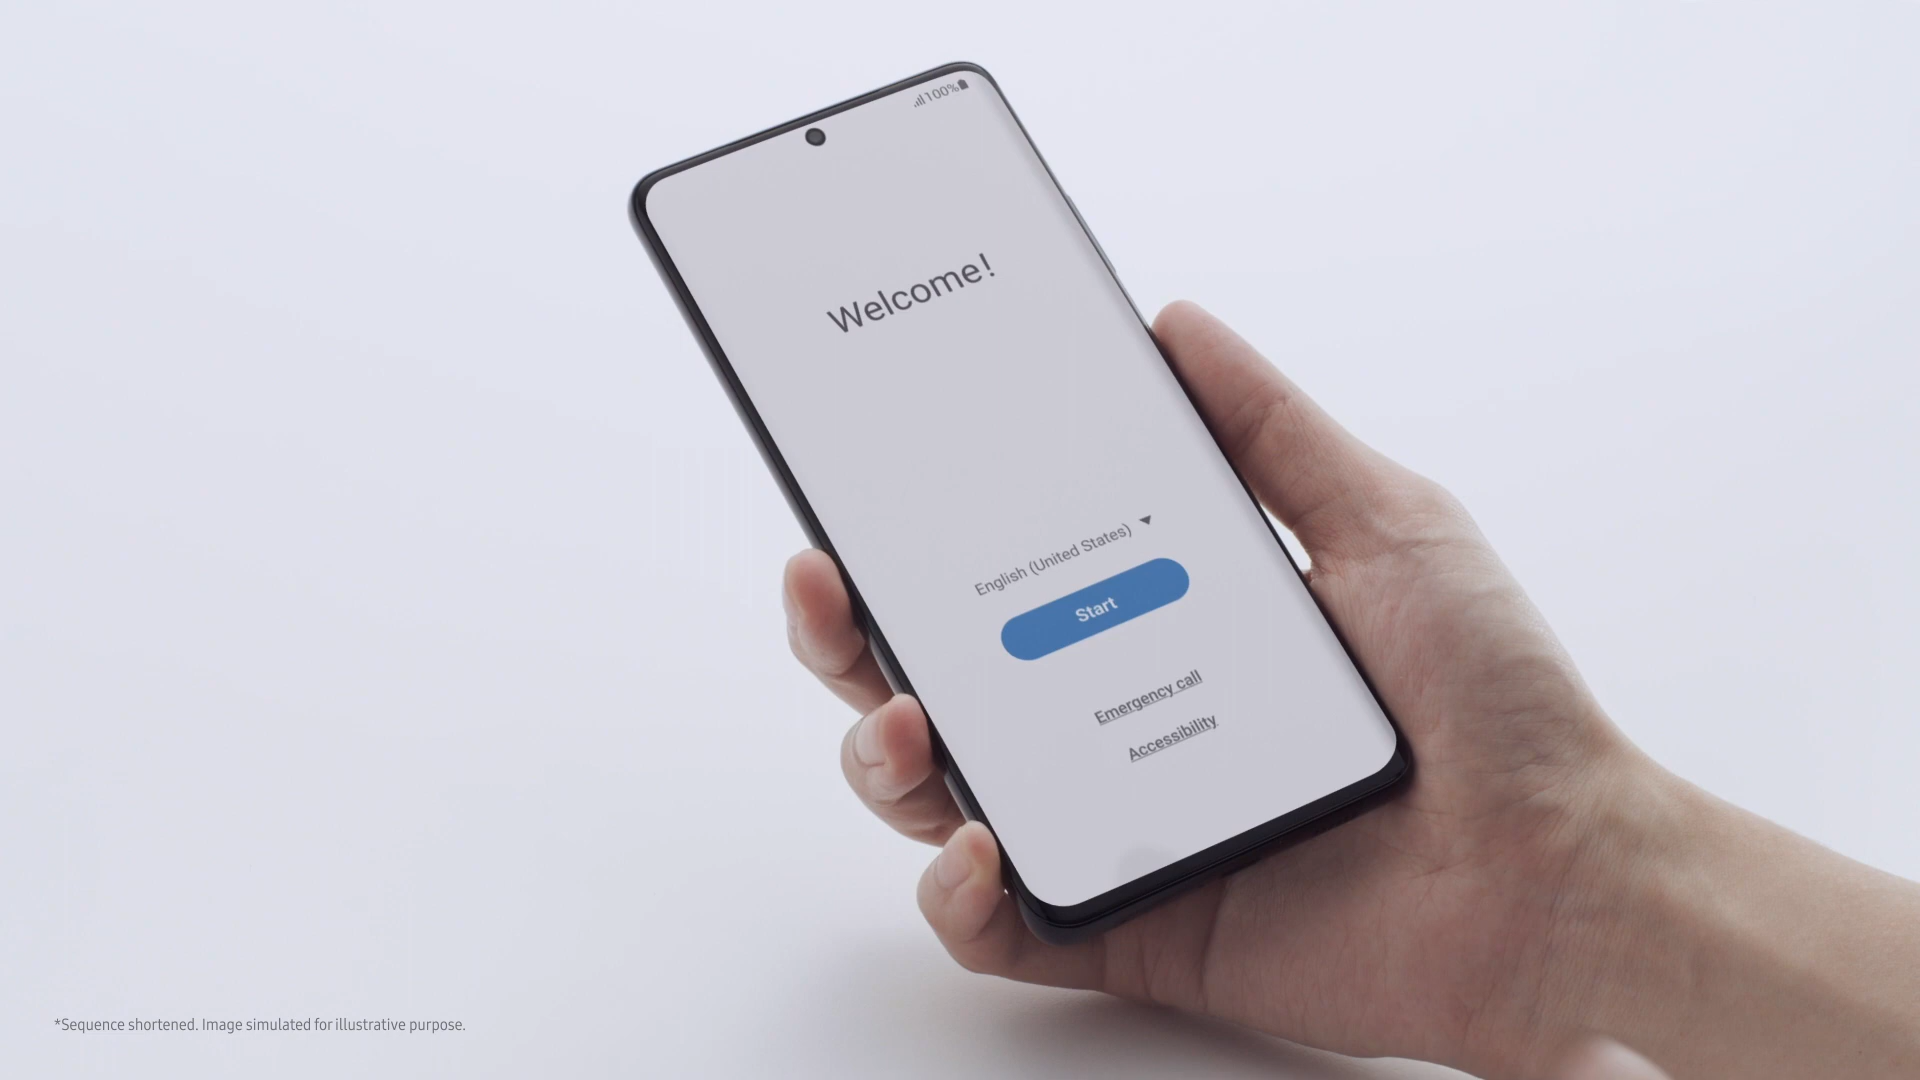 100%
Welcome!
English (United States)
Start
Emergency call
Accessibility
*Sequence shortened. Image simulated for illustrative purpose.